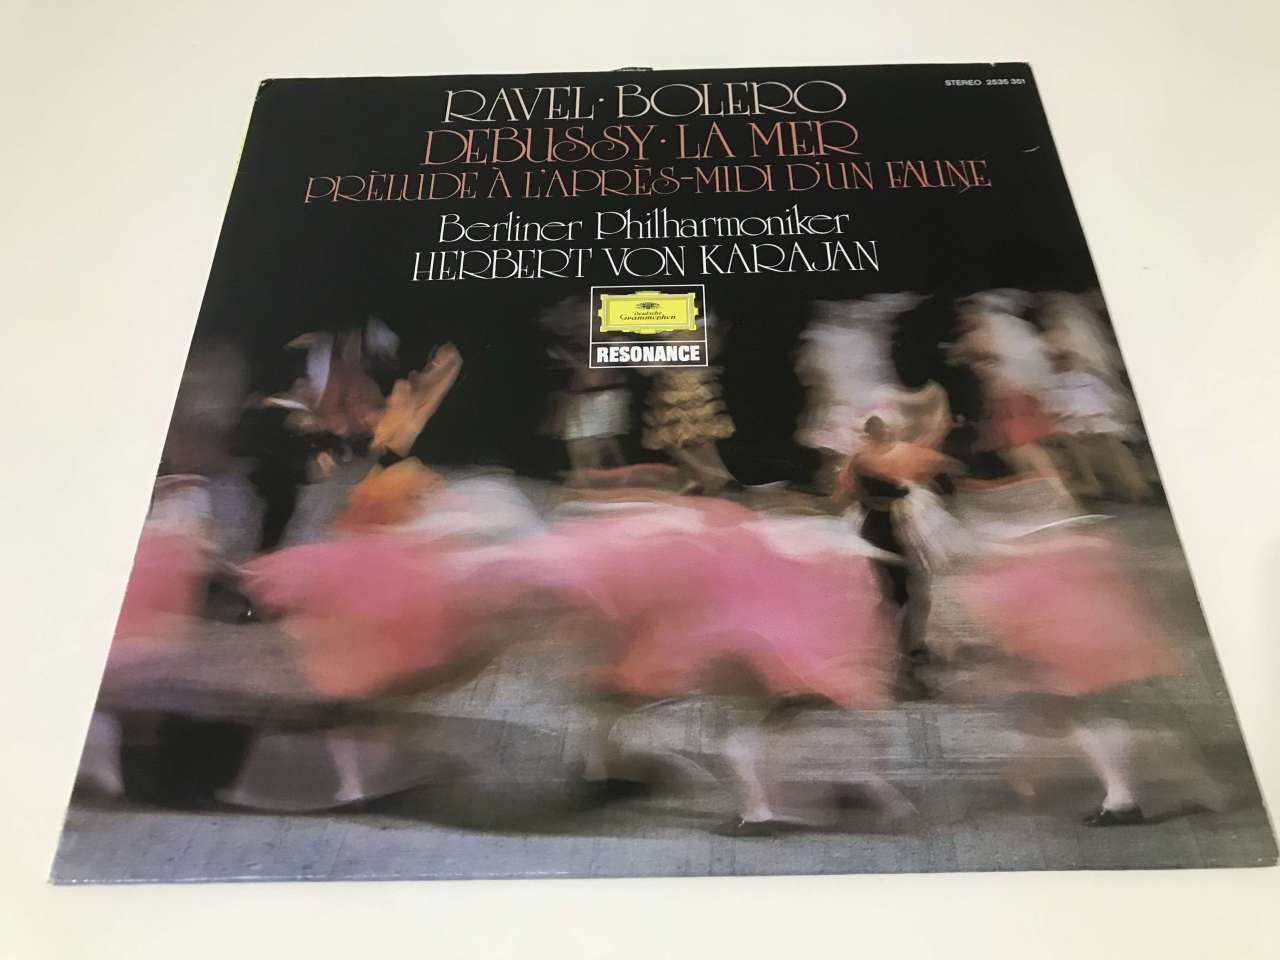 STEREO 2535 351
RAVEL · BOLERO
DEBUSSY · LA MER
PRÈLUDE À L'APRÈS-MIDI D'UN FAUNE
Berliner Philharmoniker
HERBERT VON KARAJAN
Deutsche
Grammophon
RESONANCE